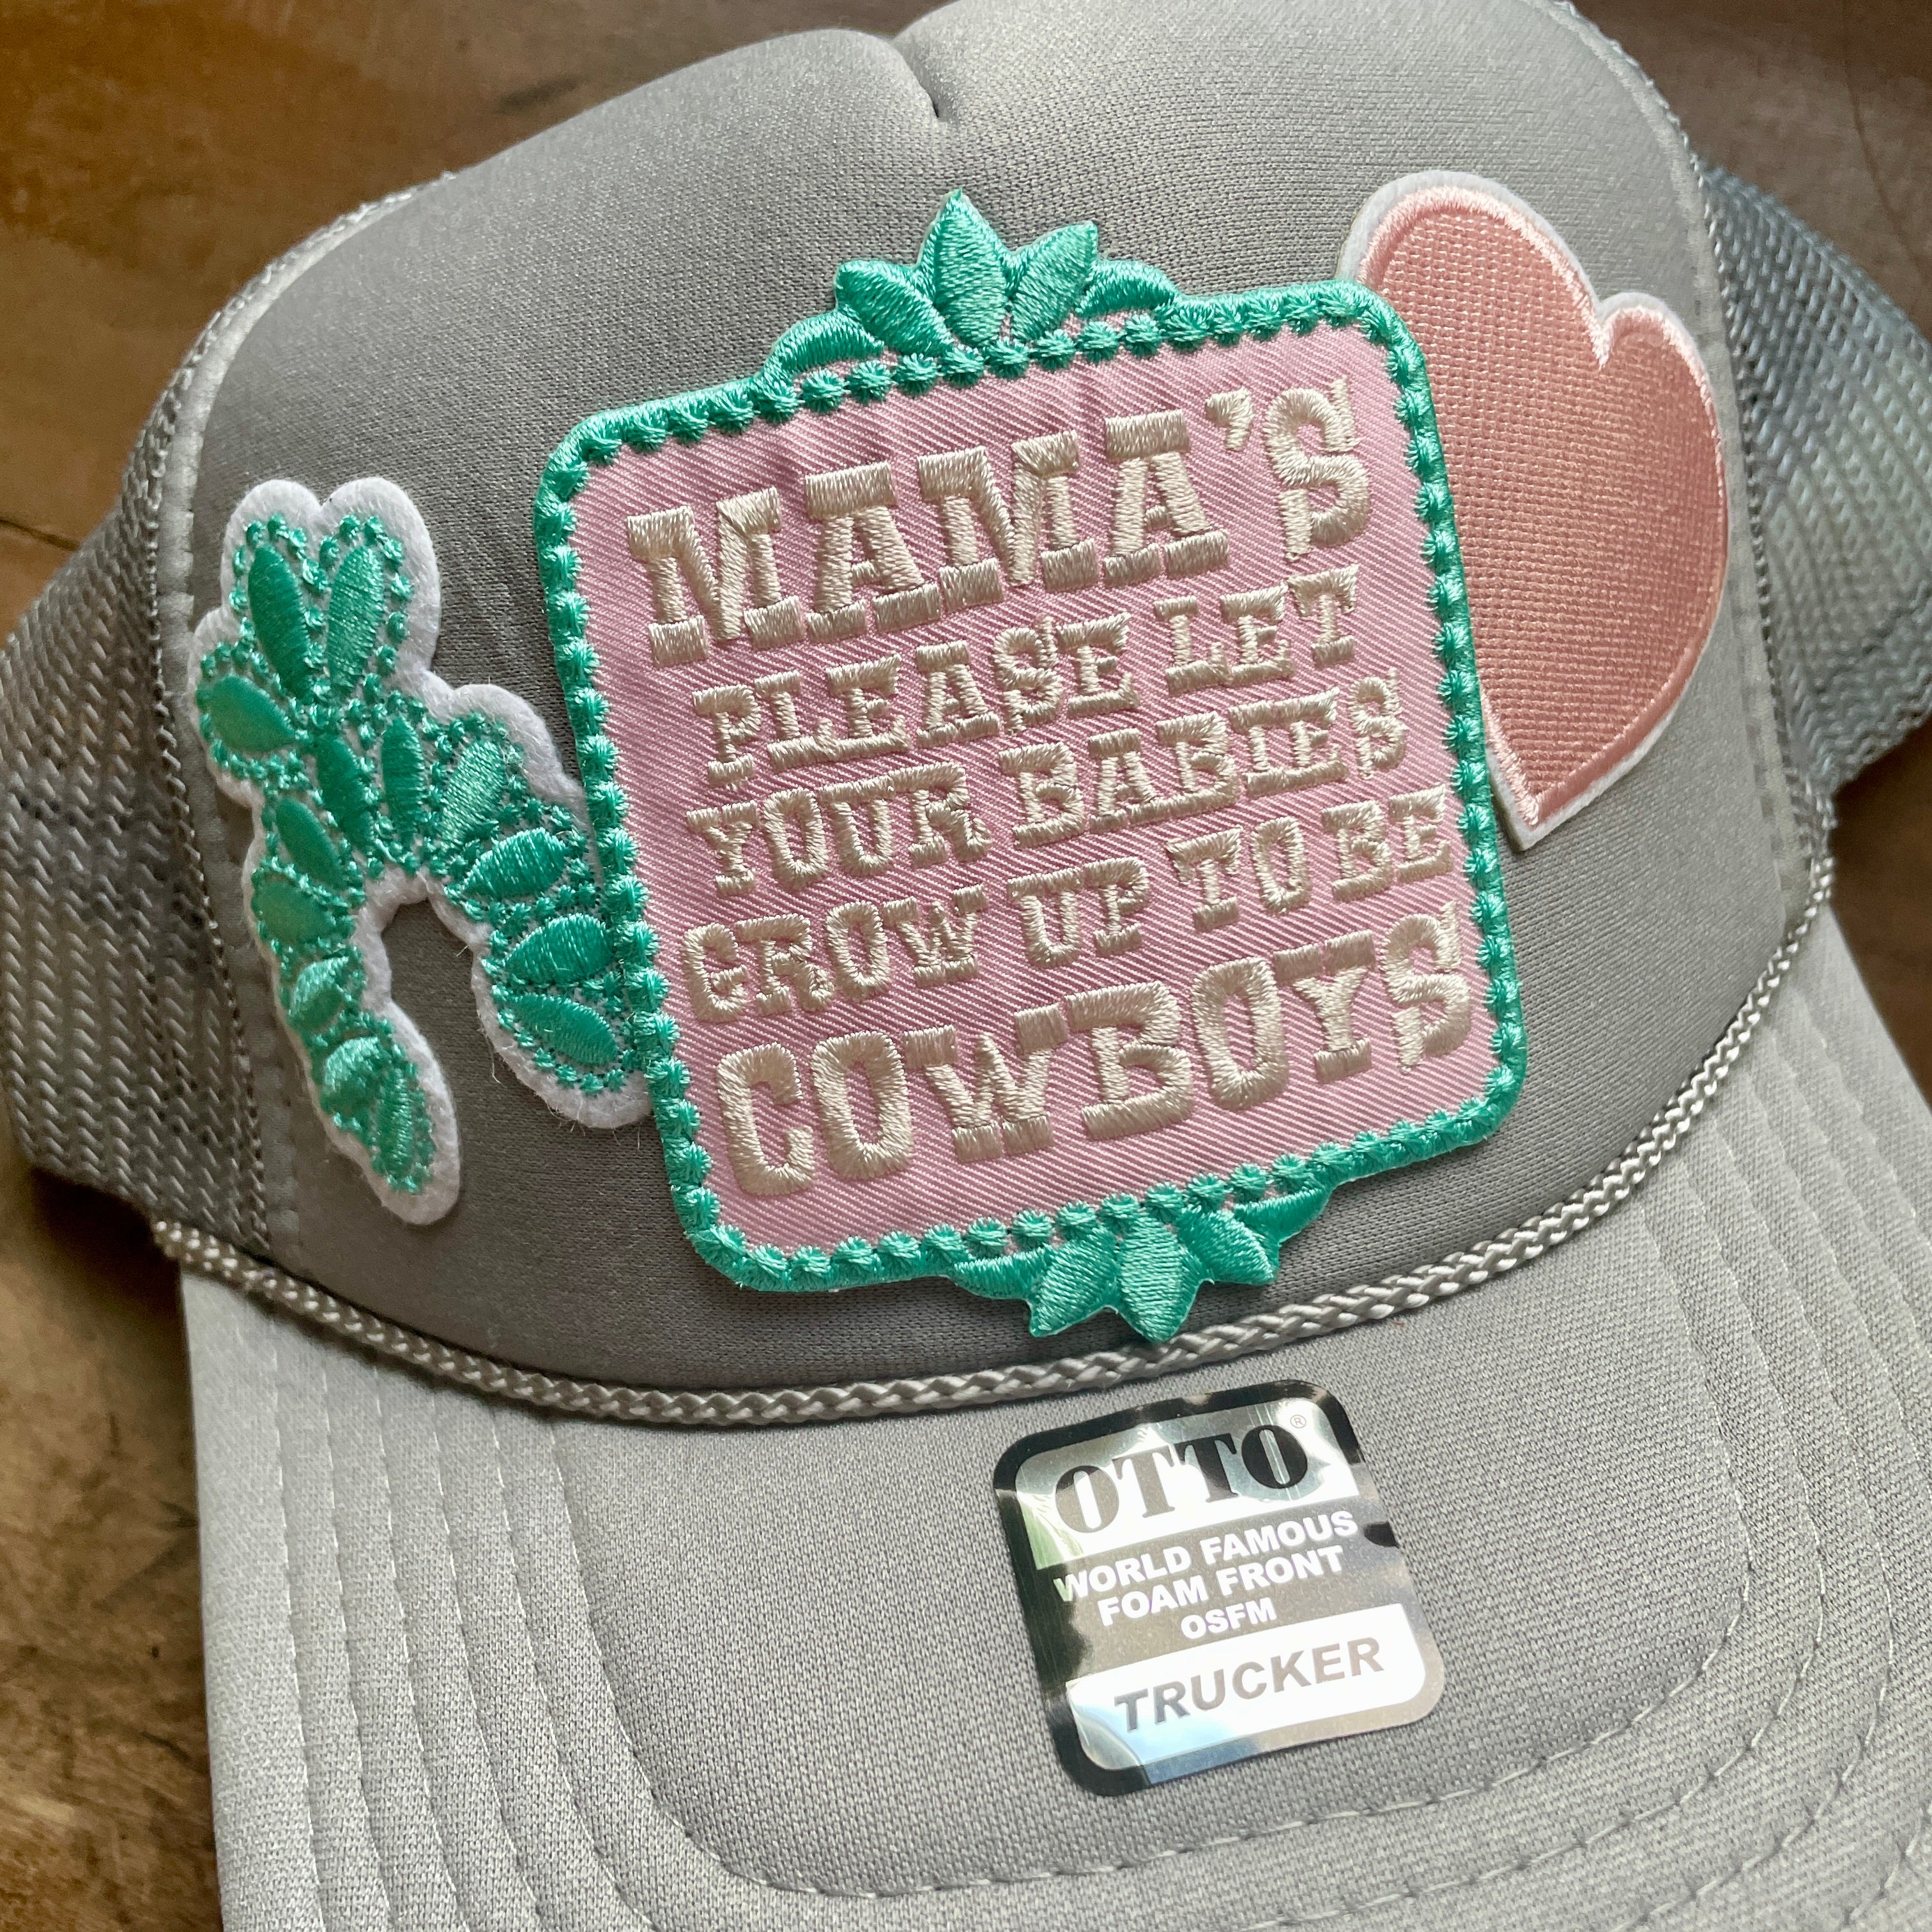 MAMA'S
PLEASE LET
YOUR BABIES
GROW UP TO BE
COWBOYS
OTTO®
WORLD FAMOUS
FOAM FRONT
OSFM
TRUCKER